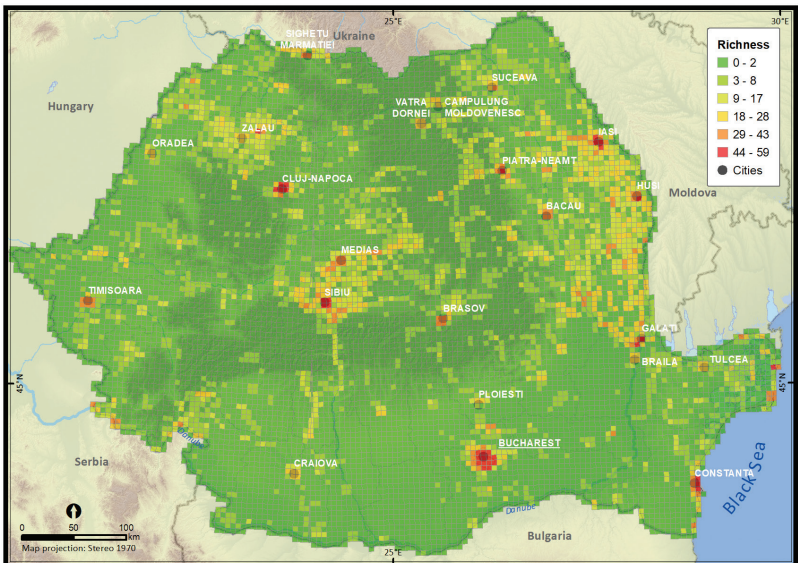 25°E
30°E
SIGHETU
MARMATIEI
Ukraine
Richness
0 - 2
3 - 8
9 - 17
18 - 28
29 - 43
44 - 59
Cities
Hungary
SUCEAVA
VATRA
DORNEI
CAMPULUNG
MOLDOVENESC
ZALAU
IASI
ORADEA
PIATRA-NEAMT
CLUJ-NAPOCA
HUSI
Moldova
BACAU
MEDIAS
TIMISOARA
SIBIU
BRASOV
GALATI
BRAILA
TULCEA
45°N
45°N
PLOIESTI
Danube
BUCHAREST
Serbia
CRAIOVA
CONSTANTA
Black Sea
Danube
Bulgaria
0
50
100
km
Map projection: Stereo 1970
25°E